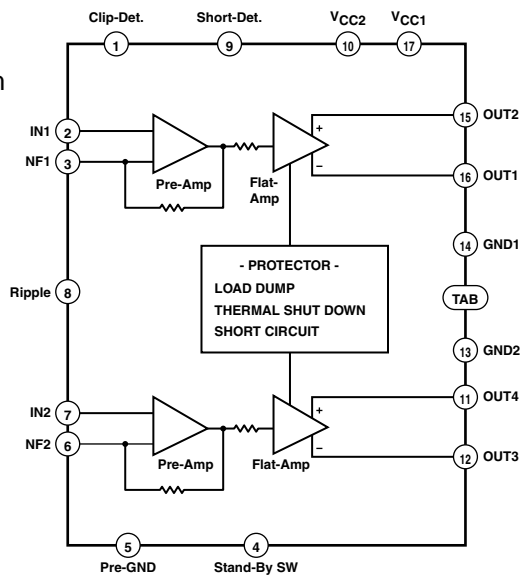 Clip-Det. Short-Det. VCC2 VCC1
1 9 10 17
n
IN1 2
NF1 3
Pre-Amp
Flat-
Amp
+
−
15 OUT2
16 OUT1
14 GND1
Ripple 8
- PROTECTOR -
LOAD DUMP
THERMAL SHUT DOWN
SHORT CIRCUIT
TAB
13 GND2
IN2 7
NF2 6
Pre-Amp
Flat-Amp
+
−
11 OUT4
12 OUT3
5 4
Pre-GND Stand-By SW